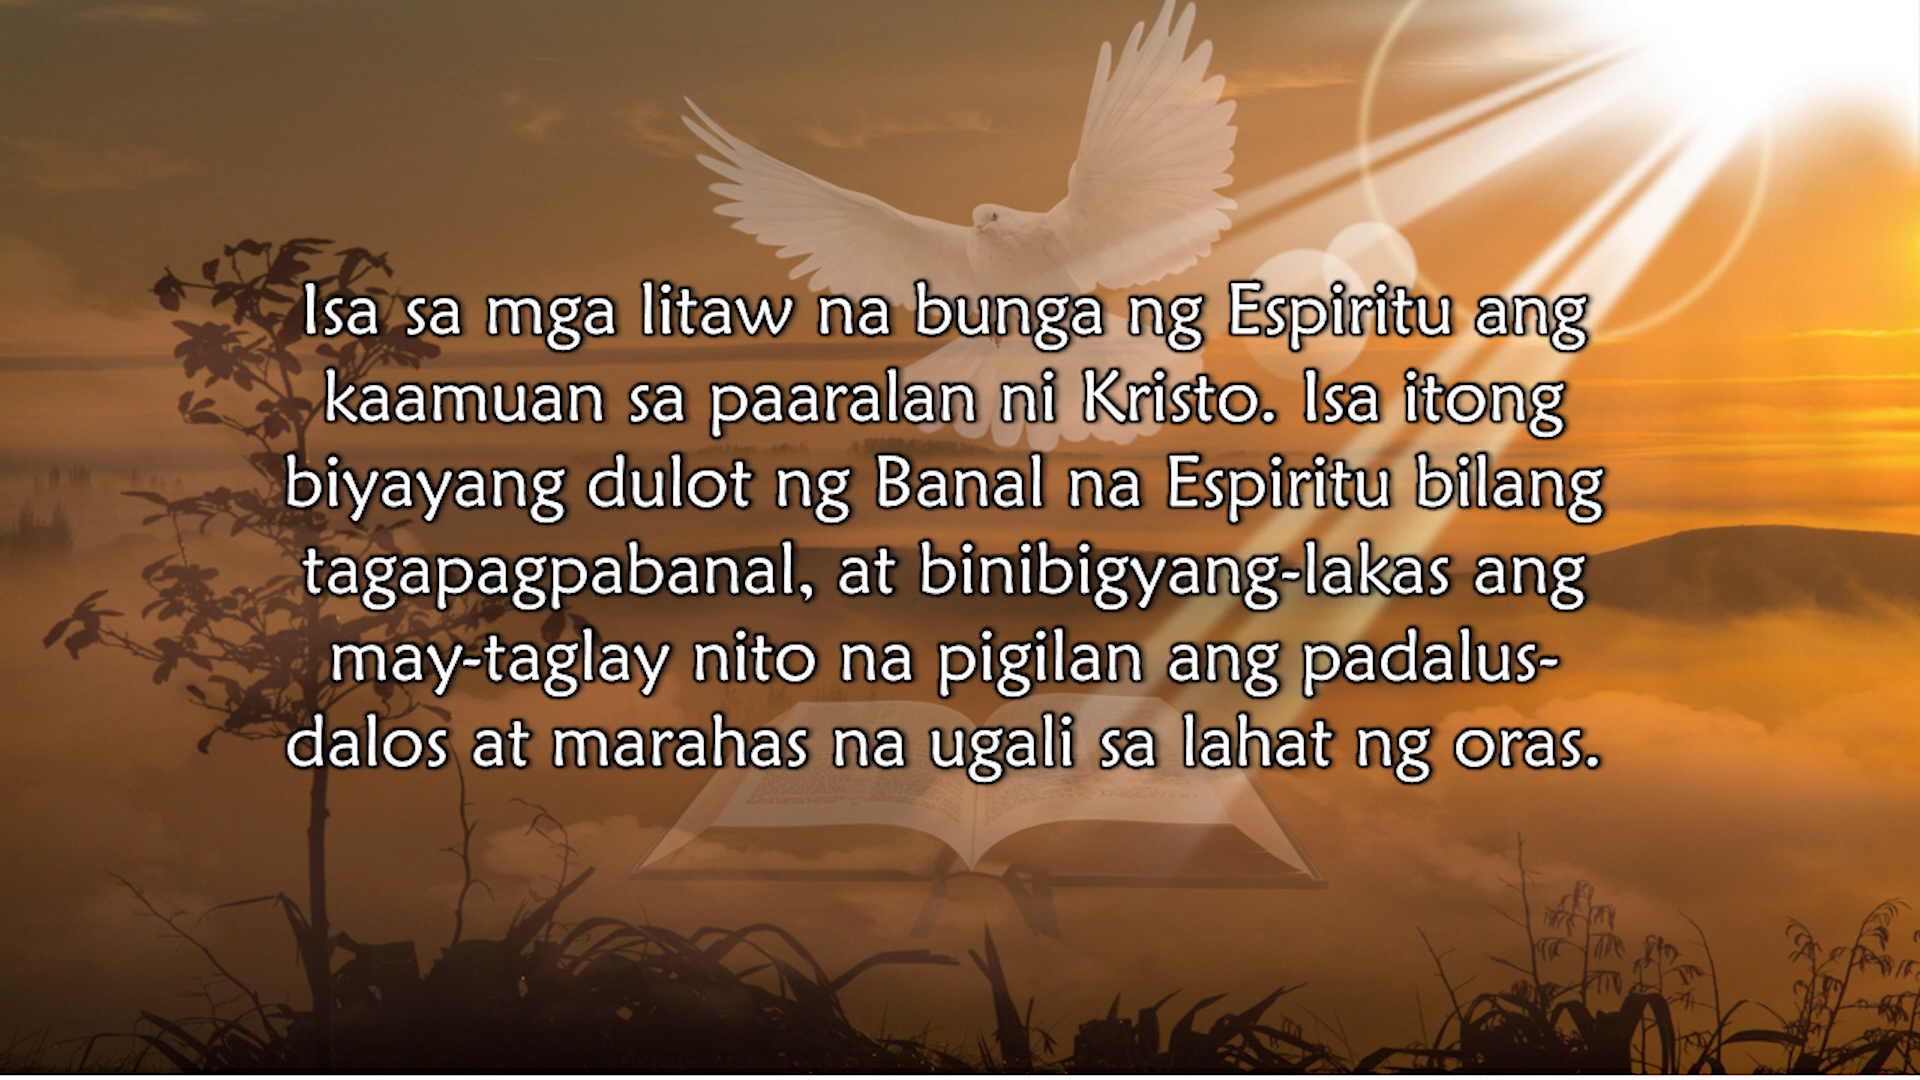 Isa sa mga litaw na bunga ng Espiritu ang
kaamuan sa paaralan ni Kristo. Isa itong
biyayang dulot ng Banal na Espiritu bilang
tagapagpabanal, at binibigyang-lakas ang
may-taglay nito na pigilan ang padalus-
dalos at marahas na ugali sa lahat ng oras.